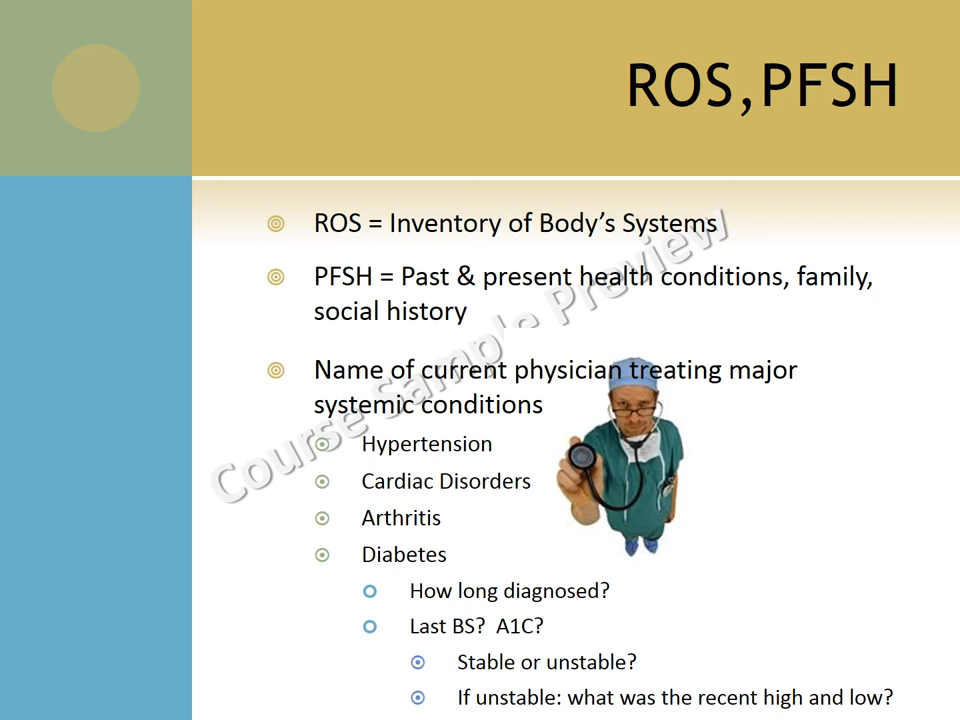 ROS,PFSH
ROS = Inventory of Body’s Systems
PFSH = Past & present health conditions, family,
social history
Name of current physician treating major
systemic conditions
Hypertension
Cardiac Disorders
Arthritis
Diabetes
How long diagnosed?
Last BS?  A1C?
Stable or unstable?
If unstable: what was the recent high and low?
Course Sample Preview